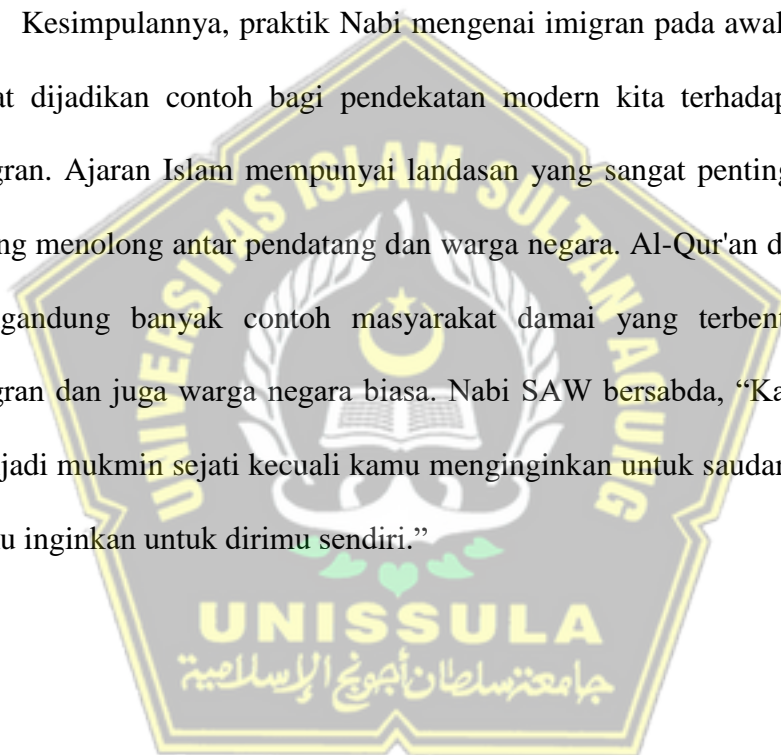 Kesimpulannya, praktik Nabi mengenai imigran pada awal
at dijadikan contoh bagi pendekatan modern kita terhadap
gran. Ajaran Islam mempunyai landasan yang sangat penting
ng menolong antar pendatang dan warga negara. Al-Qur'an d
gandung banyak contoh masyarakat damai yang terbent
gran dan juga warga negara biasa. Nabi SAW bersabda, “Ka
jadi mukmin sejati kecuali kamu menginginkan untuk saudar
u inginkan untuk dirimu sendiri.”
UNIVERSITAS ISLAM SULTAN AGUNG
UNISSULA
جامعة سلطان أجونج الإسلامية